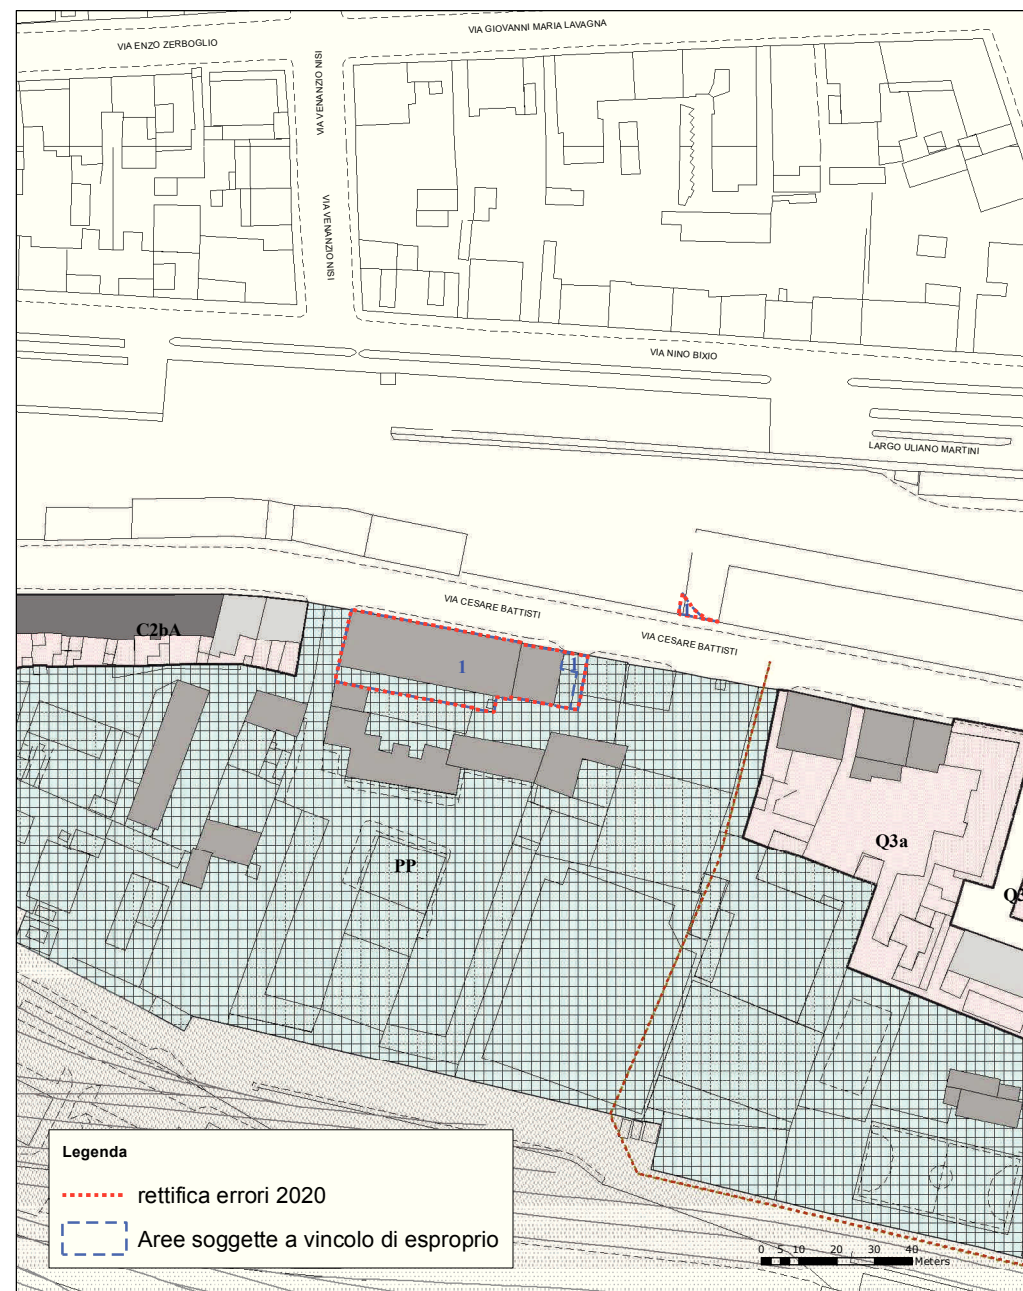 VIA GIOVANNI MARIA LAVAGNA
VIA ENZO ZERBOGLIO
VIA VENANZIO NISI
VIA VENANZIO NISI
VIA NINO BIXIO
LARGO ULIANO MARTINI
VIA CESARE BATTISTI
VIA CESARE BATTISTI
C2bA
1
1
1
Q3a
PP
Legenda
rettifica errori 2020
Aree soggette a vincolo di esproprio
0 5 10 20 30 40
Meters